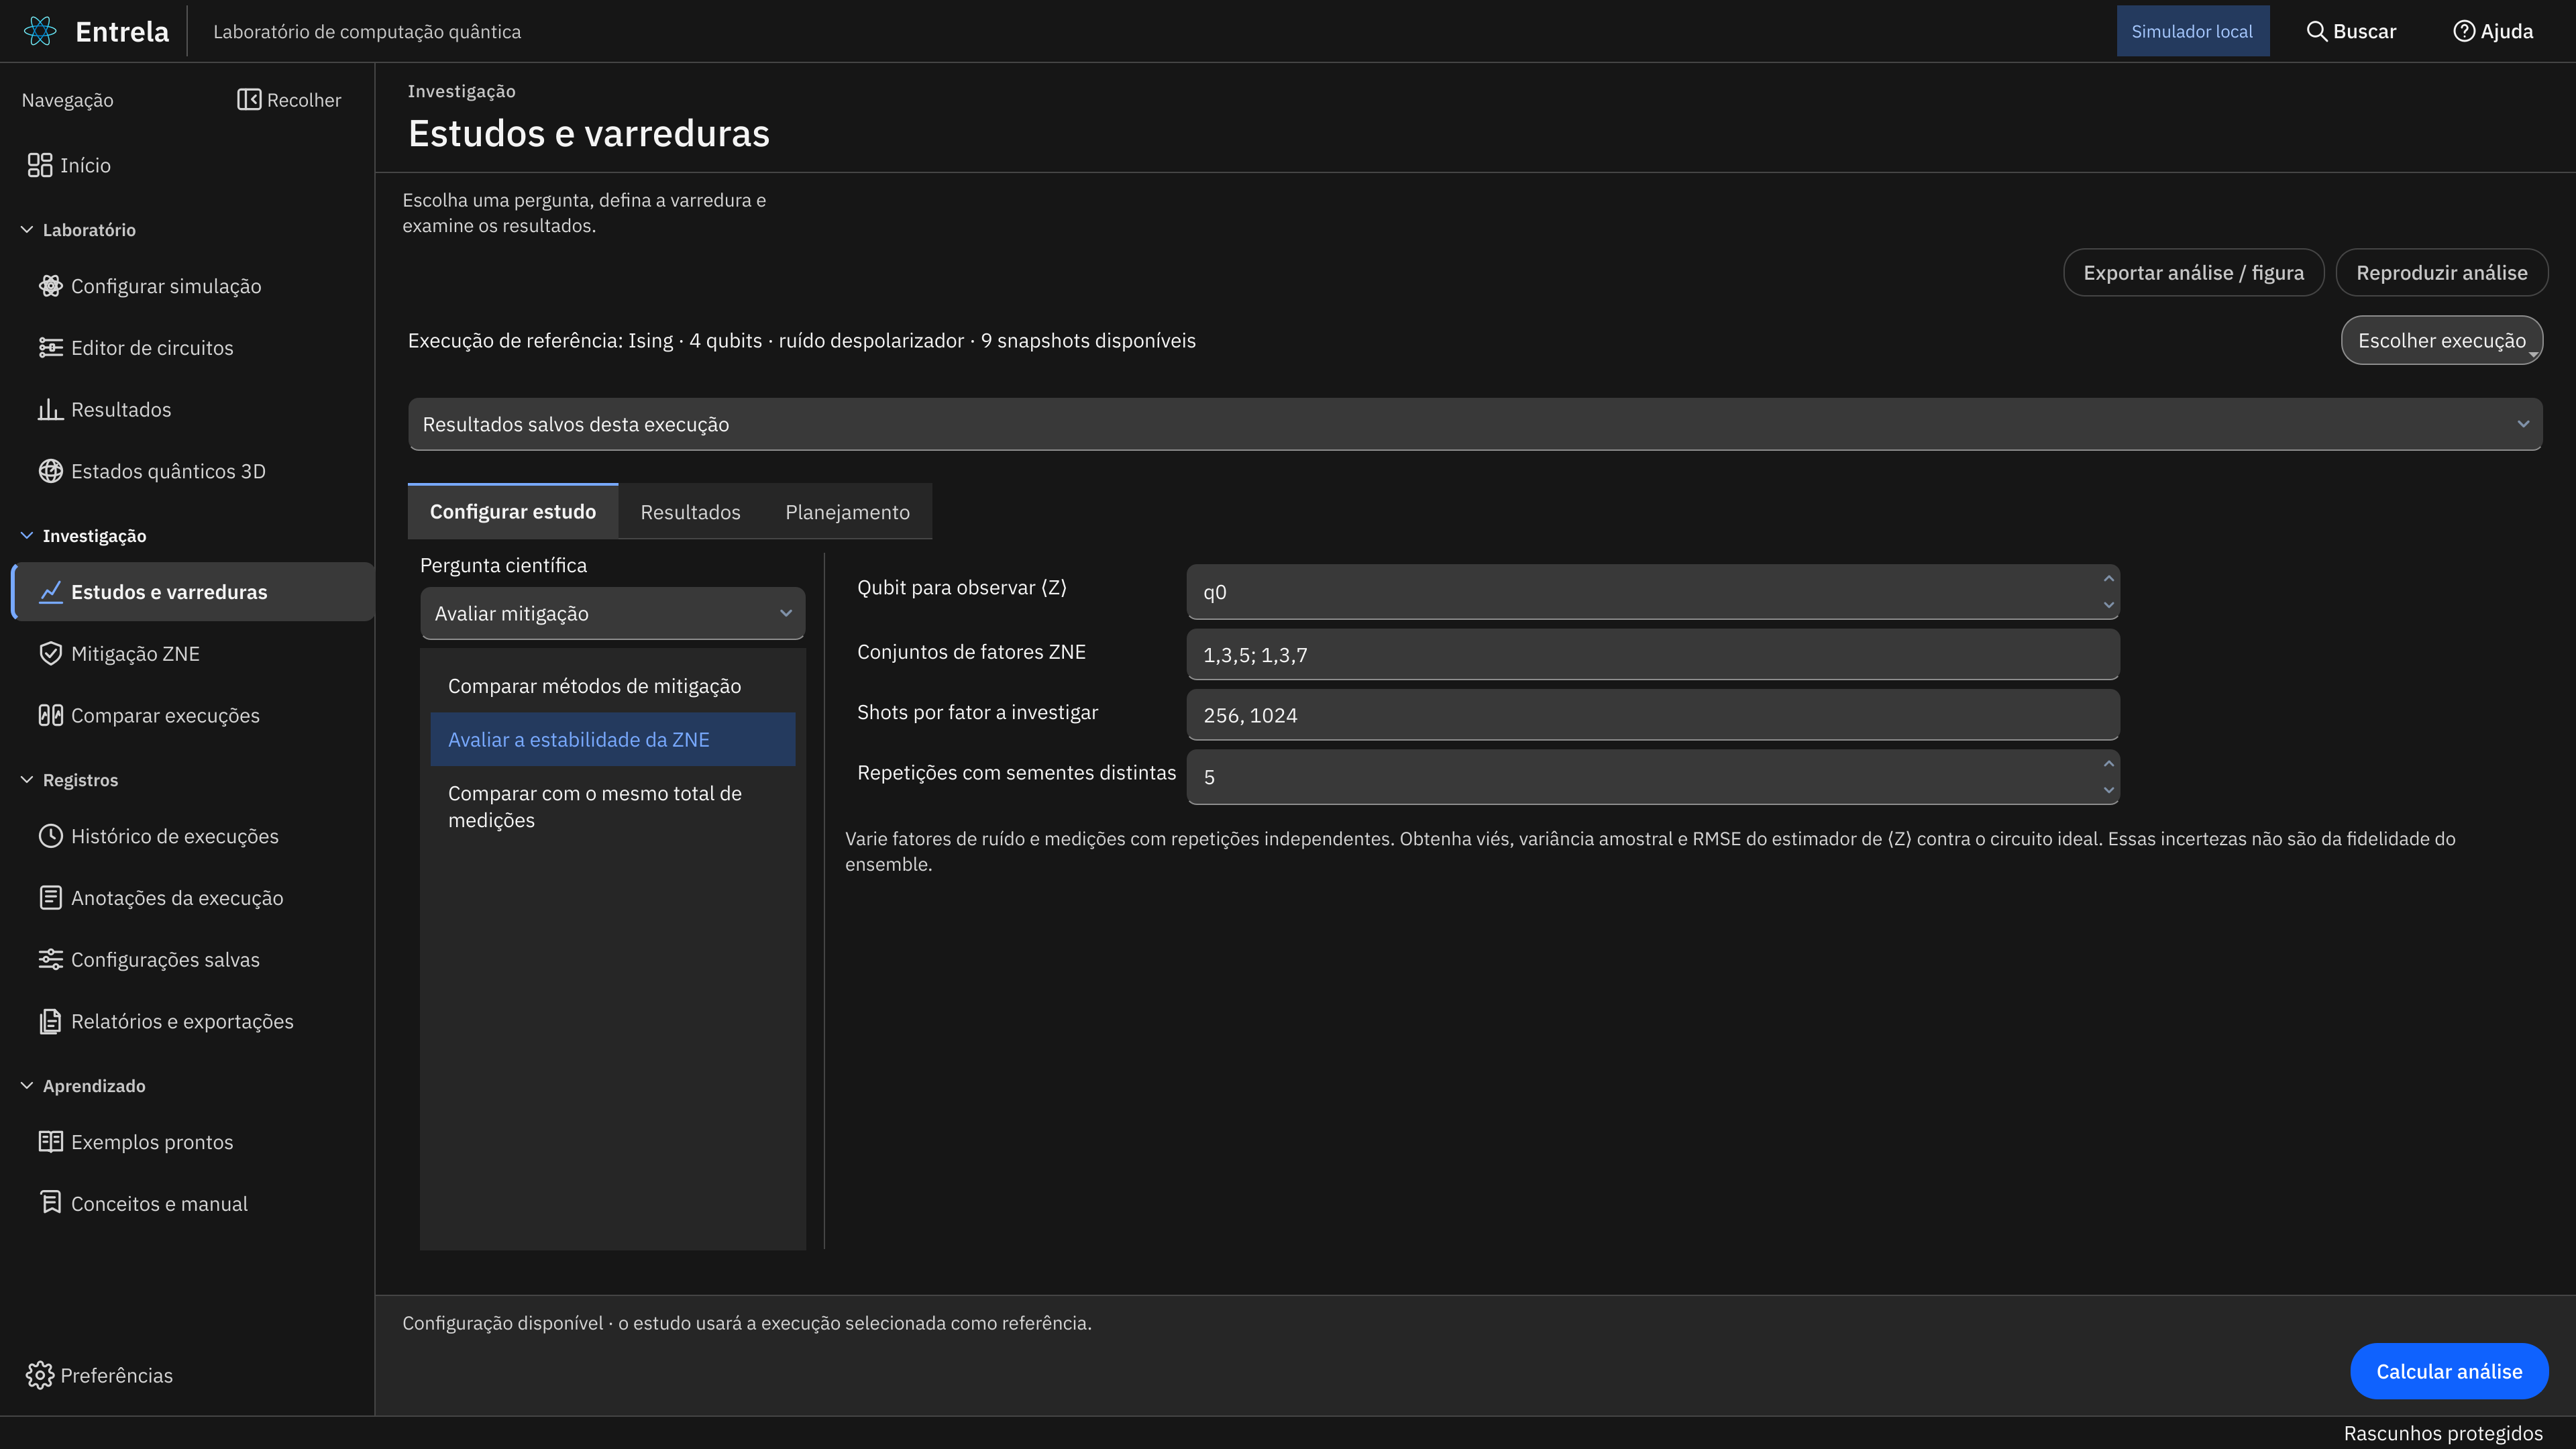 Entrela
Laboratório de computação quântica
Simulador local
Buscar
Ajuda
Navegação
Recolher
Início
Laboratório
Configurar simulação
Editor de circuitos
Resultados
Estados quânticos 3D
Investigação
Estudos e varreduras
Mitigação ZNE
Comparar execuções
Registros
Histórico de execuções
Anotações da execução
Configurações salvas
Relatórios e exportações
Aprendizado
Exemplos prontos
Conceitos e manual
Preferências
Investigação
Estudos e varreduras
Escolha uma pergunta, defina a varredura e
examine os resultados.
Exportar análise / figura
Reproduzir análise
Execução de referência: Ising · 4 qubits · ruído despolarizador · 9 snapshots disponíveis
Escolher execução
Resultados salvos desta execução
Configurar estudo
Resultados
Planejamento
Pergunta científica
Avaliar mitigação
Comparar métodos de mitigação
Avaliar a estabilidade da ZNE
Comparar com o mesmo total de
medições
Qubit para observar ⟨Z⟩
q0
Conjuntos de fatores ZNE
1,3,5; 1,3,7
Shots por fator a investigar
256, 1024
Repetições com sementes distintas
5
Varie fatores de ruído e medições com repetições independentes. Obtenha viés, variância amostral e RMSE do estimador de ⟨Z⟩ contra o circuito ideal. Essas incertezas não são da fidelidade do
ensemble.
Configuração disponível · o estudo usará a execução selecionada como referência.
Calcular análise
Rascunhos protegidos